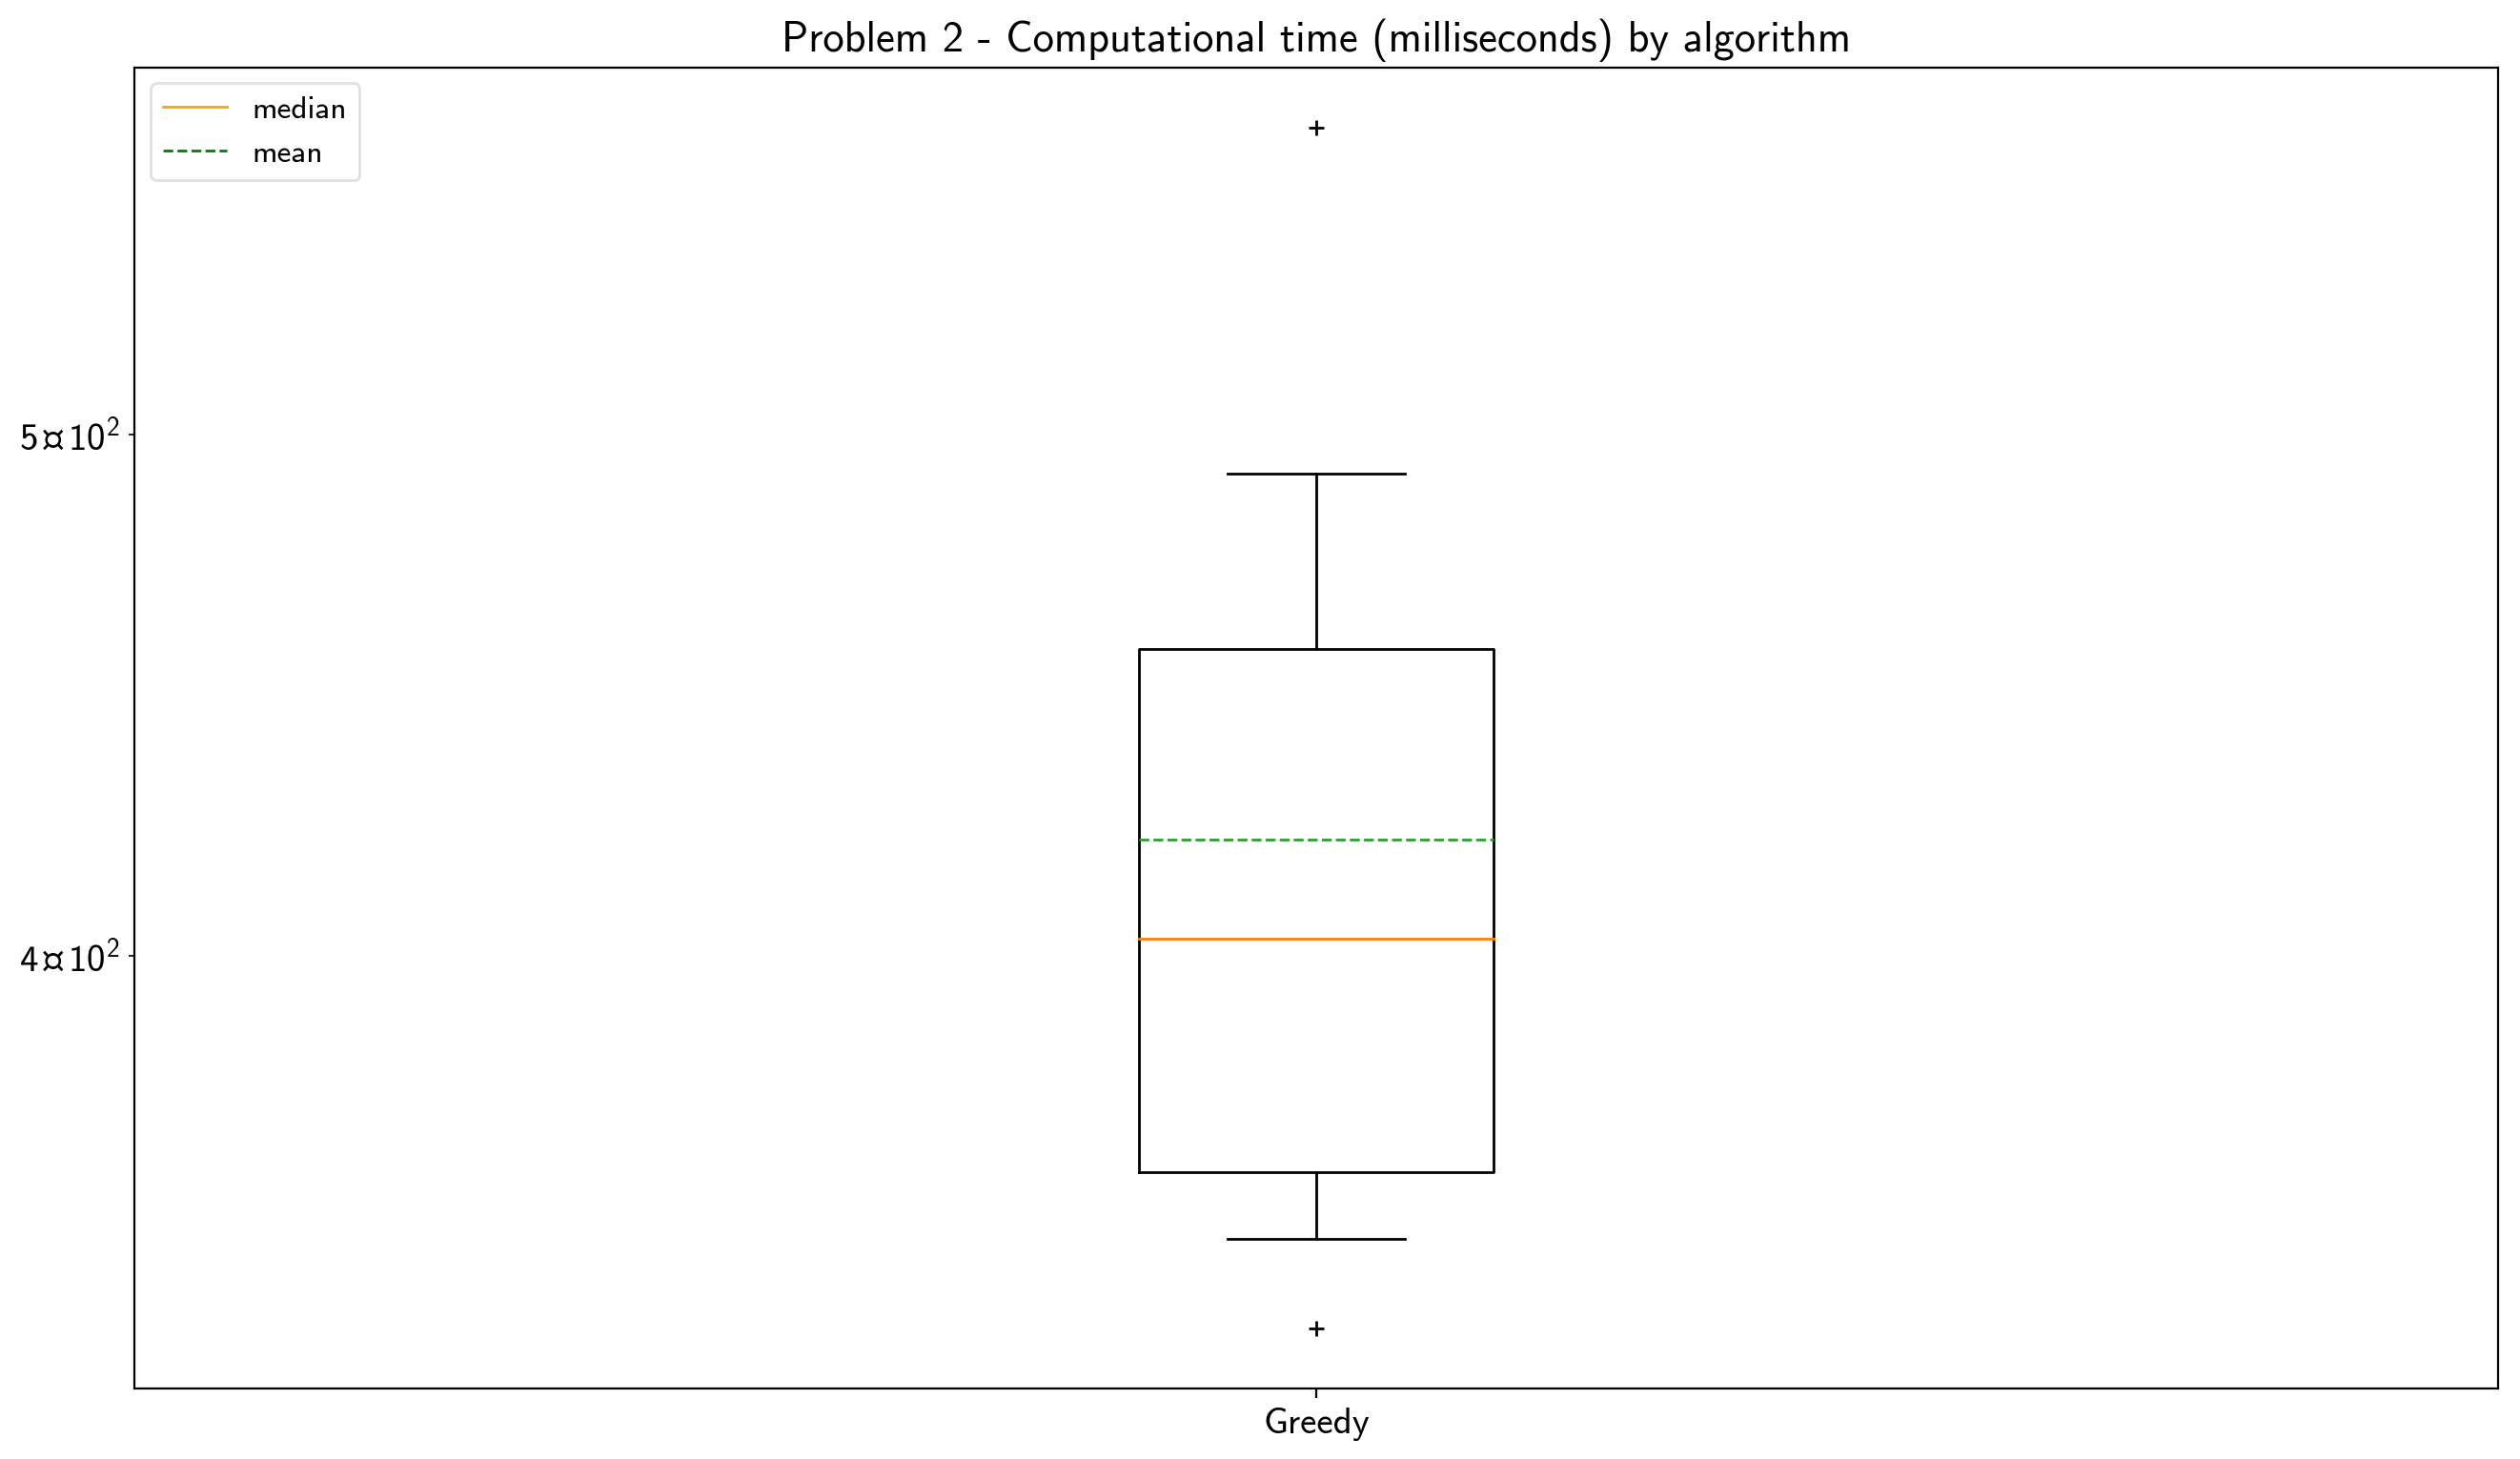 Problem 2 - Computational time (milliseconds) by algorithm
median
mean
5¤10²
4¤10²
Greedy